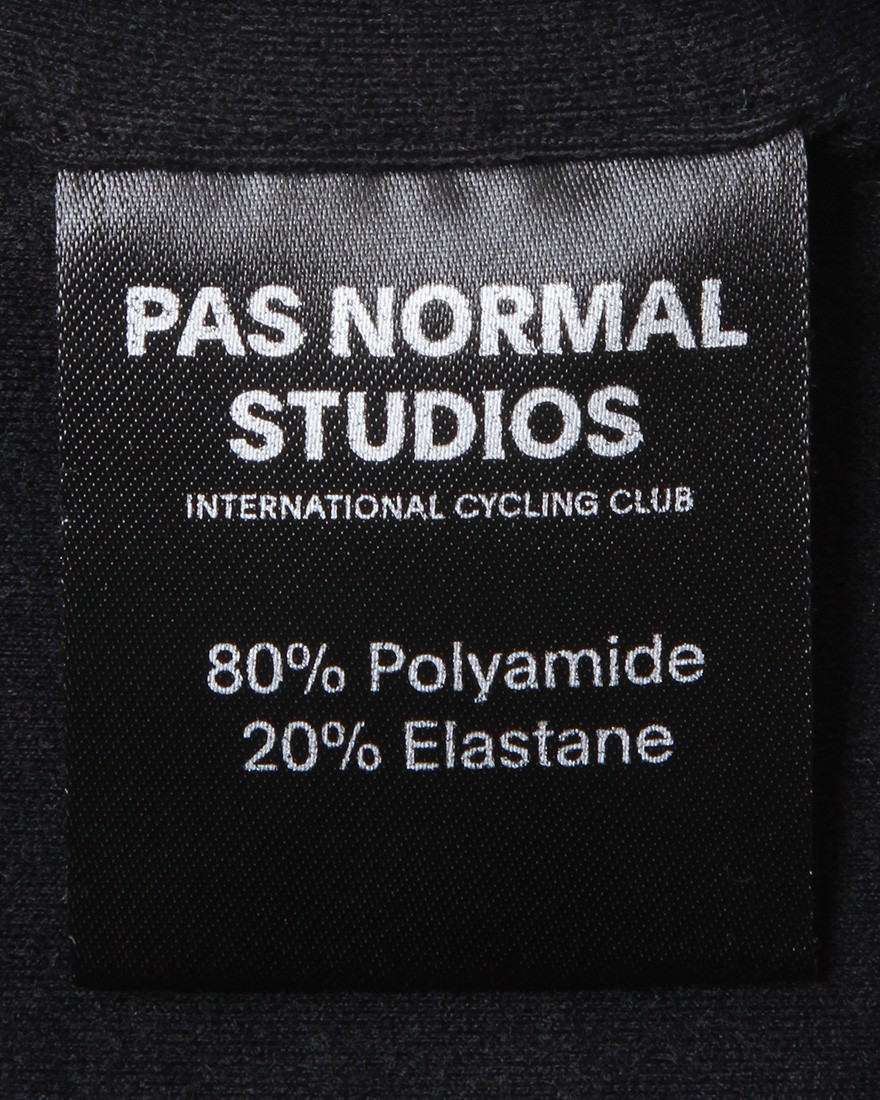 PAS NORMAL
STUDIOS
INTERNATIONAL CYCLING CLUB
80% Polyamide
20% Elastane